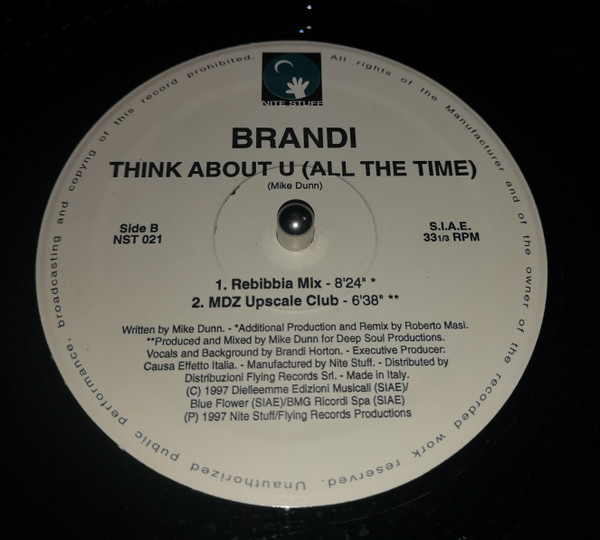 All rights of the Manufacturer and of the owner of the recorded work reserved. Unauthorized public performance, broadcasting and copyng of this record prohibited.
NITE STUFF
BRANDI
THINK ABOUT U (ALL THE TIME)
(Mike Dunn)
Side B
NST 021
S.I.A.E.
33 1/3 RPM
1. Rebibbia Mix - 8'24" *
2. MDZ Upscale Club - 6'38" **
Written by Mike Dunn. - *Additional Production and Remix by Roberto Masi.
**Produced and Mixed by Mike Dunn for Deep Soul Productions.
Vocals and Background by Brandi Horton. - Executive Producer:
Causa Effetto Italia. - Manufactured by Nite Stuff. - Distributed by
Distribuzioni Flying Records Srl. - Made in Italy.
(C) 1997 Dielleemme Edizioni Musicali (SIAE)/
Blue Flower (SIAE)/BMG Ricordi Spa (SIAE)
(P) 1997 Nite Stuff/Flying Records Productions